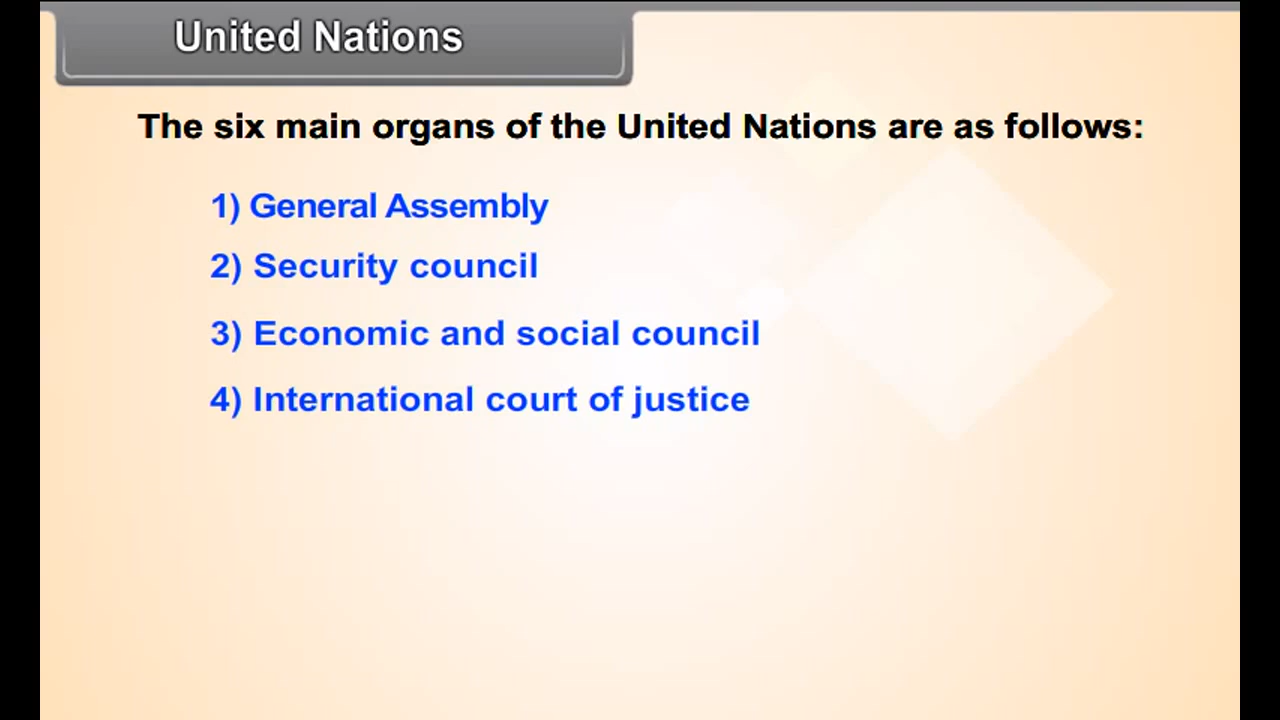 United Nations
The six main organs of the United Nations are as follows:
1) General Assembly
2) Security council
3) Economic and social council
4) International court of justice